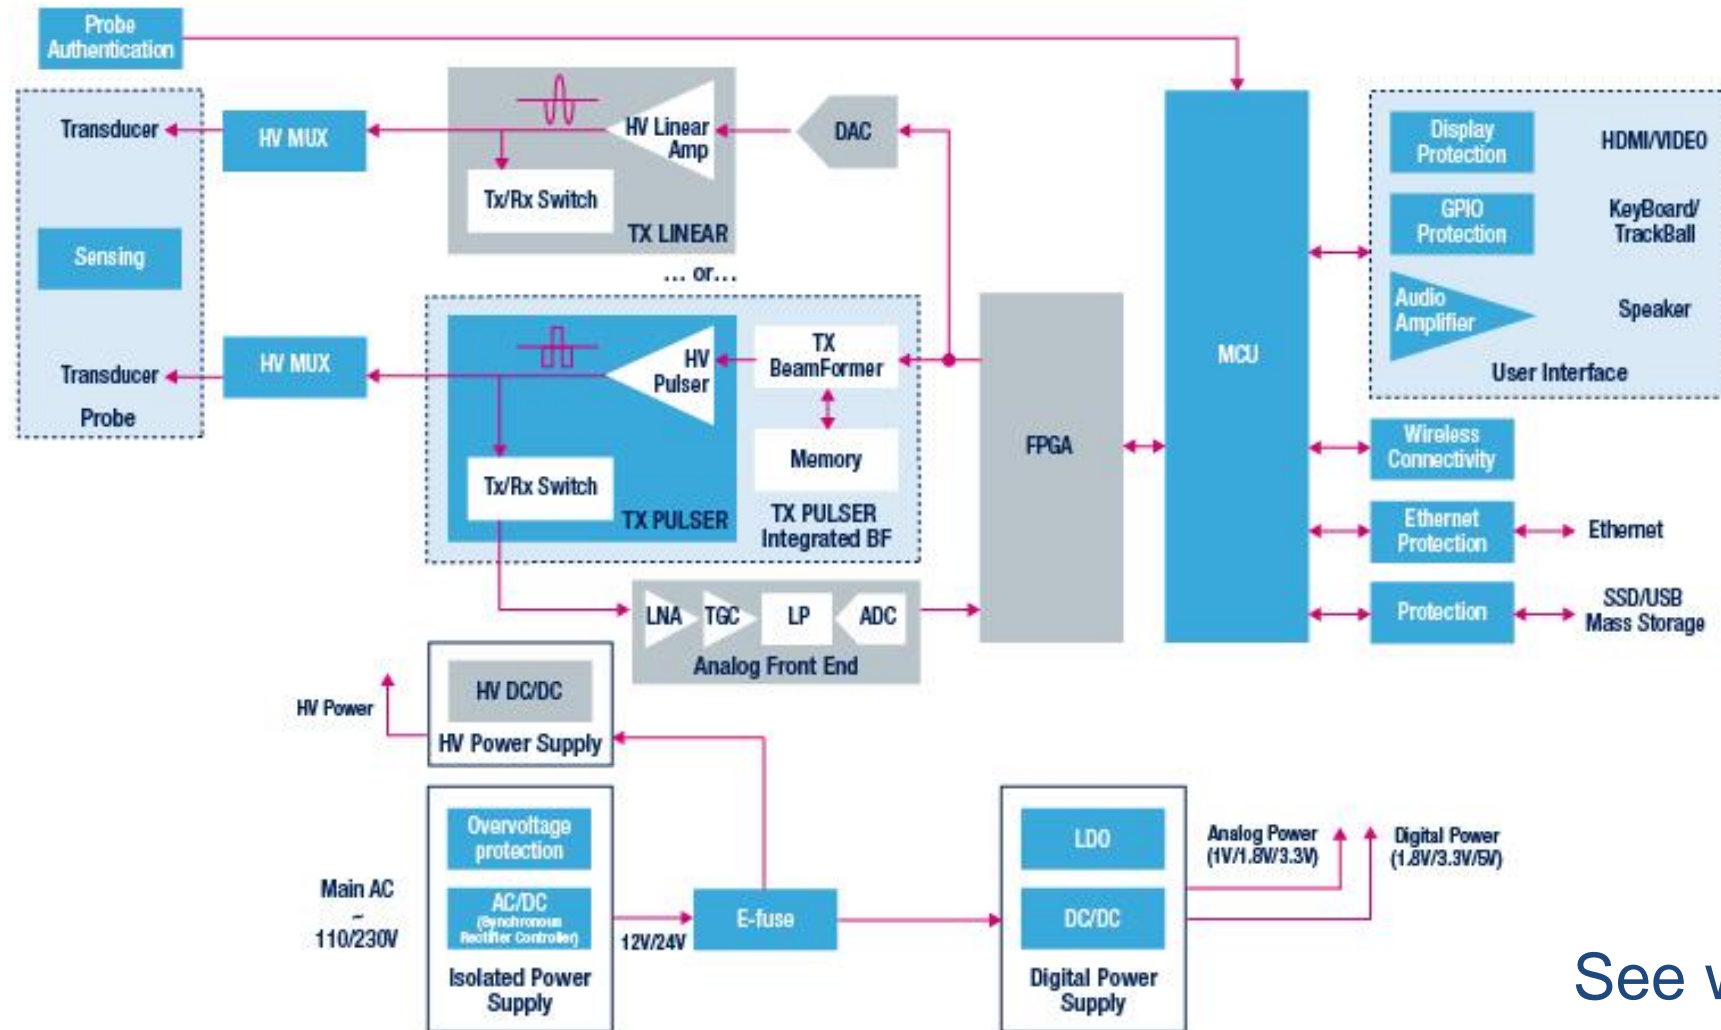 Probe
Authentication
Transducer
HV MUX
HV Linear
Amp
DAC
Tx/Rx Switch
TX LINEAR
Sensing
... or...
Transducer
Probe
HV MUX
HV
Pulser
TX
BeamFormer
Memory
Tx/Rx Switch
TX PULSER
TX PULSER
Integrated BF
LNA
TGC
LP
ADC
Analog Front End
FPGA
MCU
Display
Protection
HDMI/VIDEO
GPIO
Protection
KeyBoard/
TrackBall
Audio
Amplifier
Speaker
User Interface
Wireless
Connectivity
Ethernet
Protection
Ethernet
Protection
SSD/USB
Mass Storage
HV Power
HV DC/DC
HV Power Supply
Main AC
~
110/230V
Overvoltage
protection
AC/DC
(Synchronous
Rectifier Controller)
Isolated Power
Supply
12V/24V
E-fuse
LDO
DC/DC
Digital Power
Supply
Analog Power
(1V/1.8V/3.3V)
Digital Power
(1.8V/3.3V/5V)
See